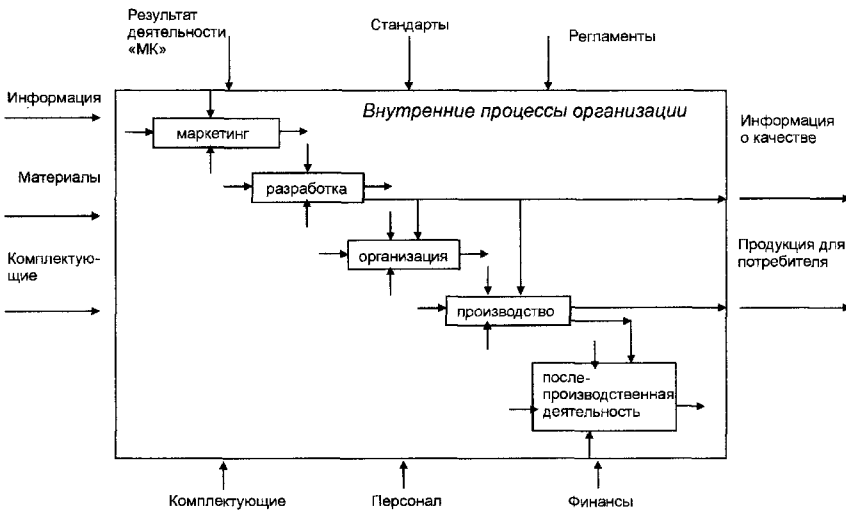 Результат
деятельности
«МК»
Стандарты
Регламенты
Информация
Внутренние процессы организации
Информация
о качестве
маркетинг
Материалы
разработка
Комплектую-
щие
организация
Продукция для
потребителя
производство
после-
производственная
деятельность
Комплектующие
Персонал
Финансы